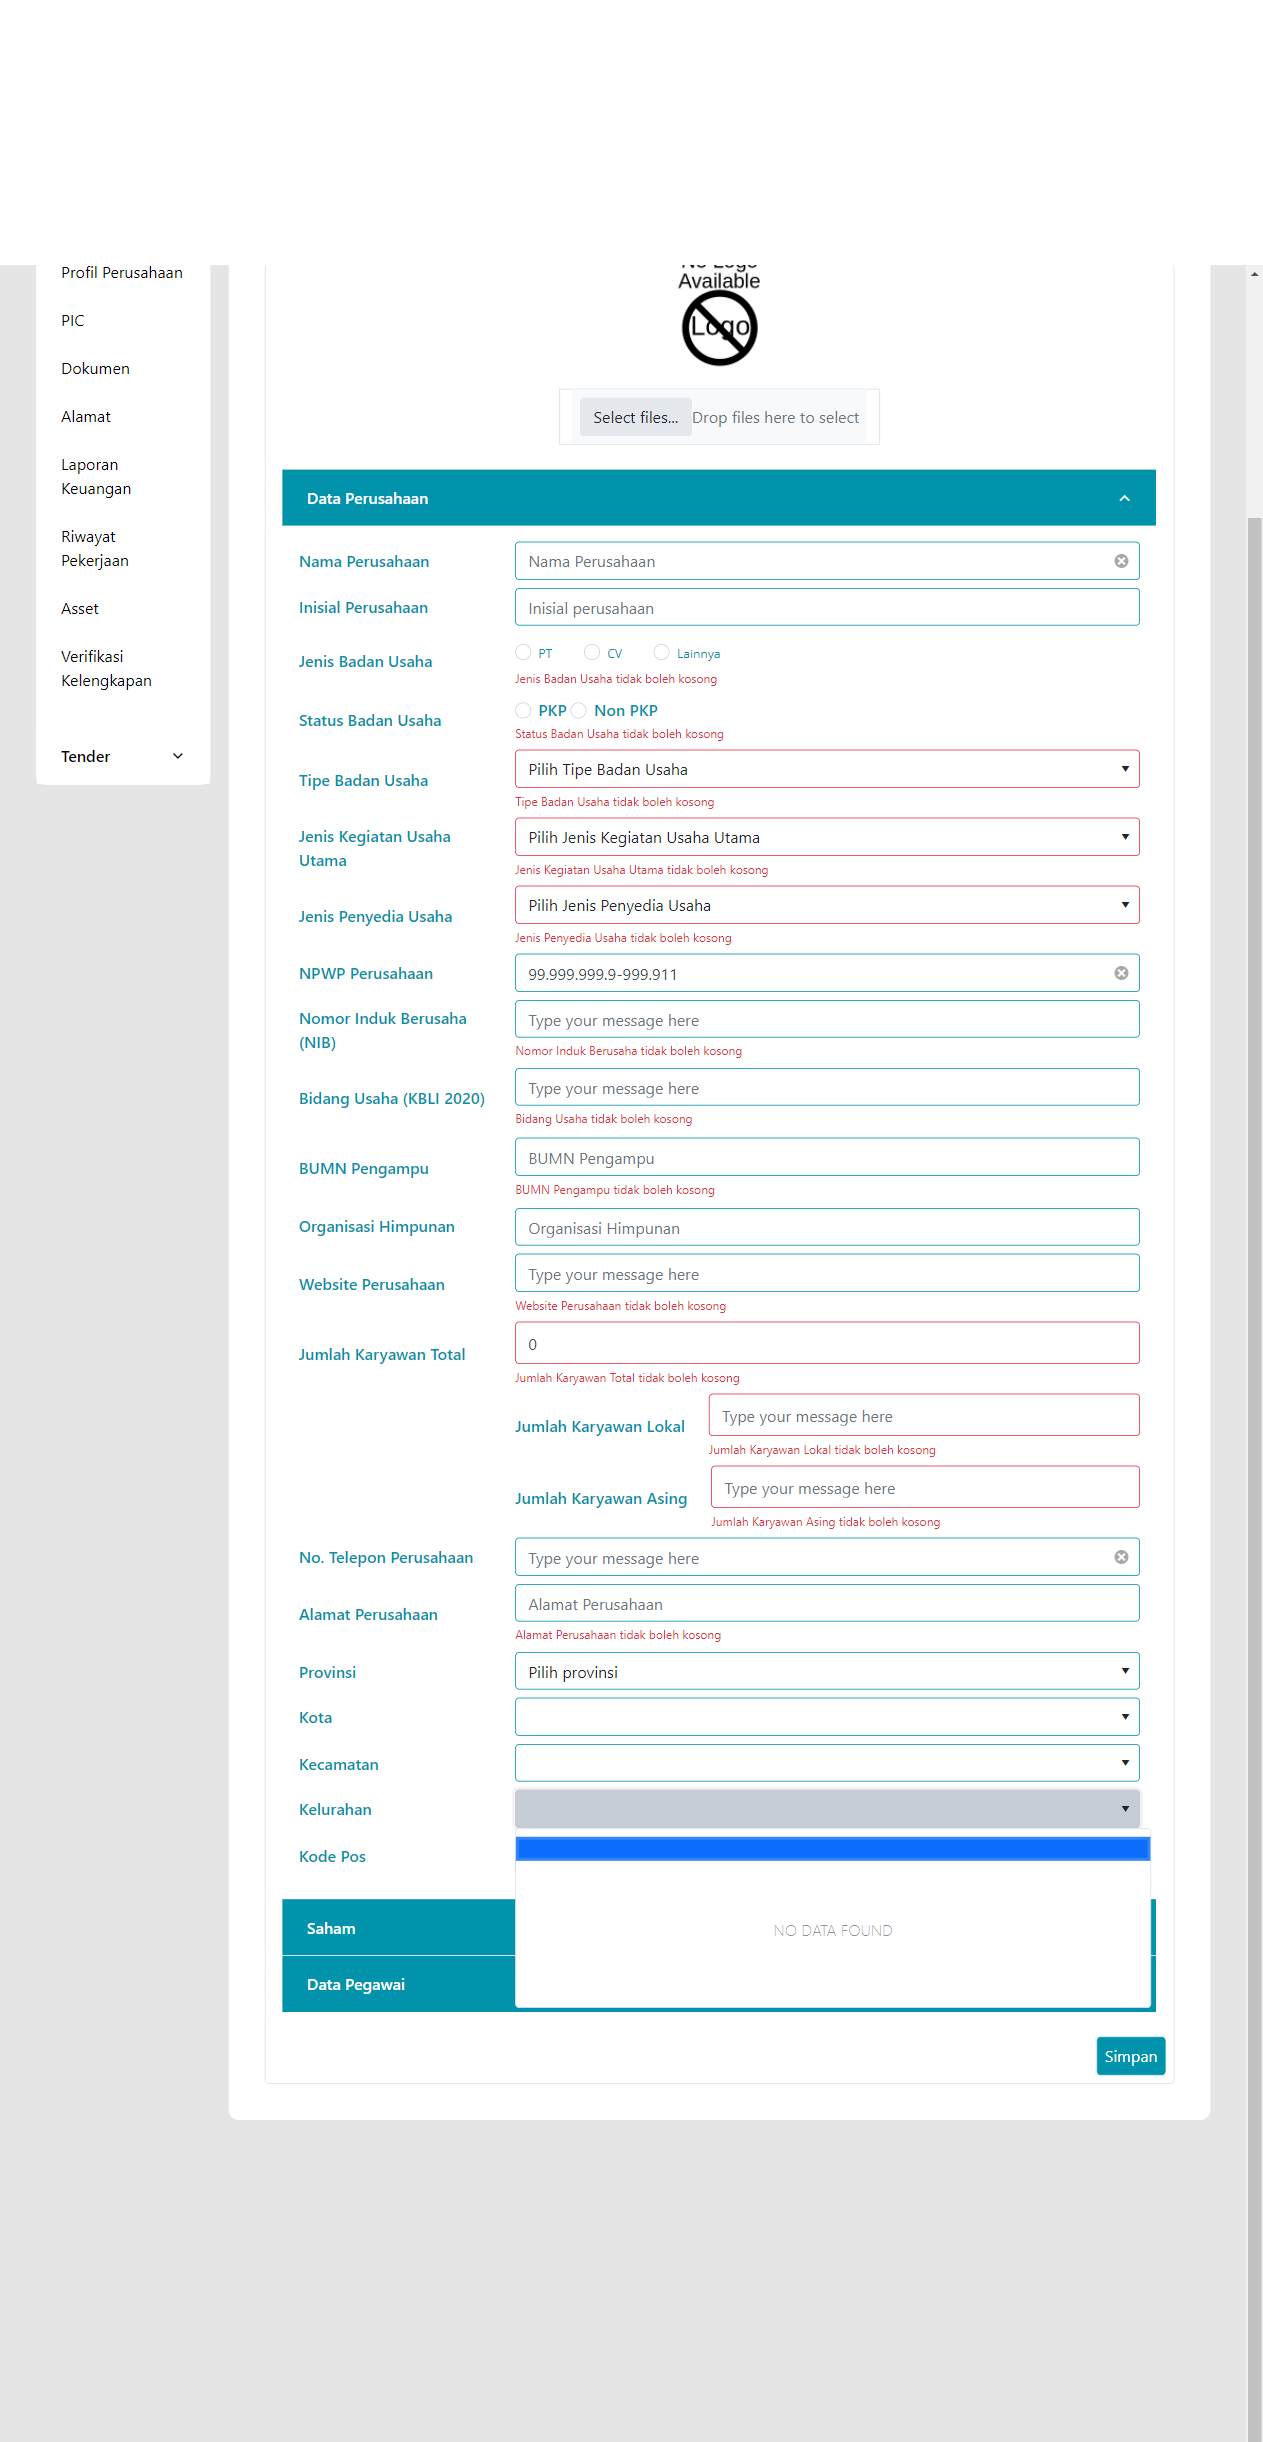 Profil Perusahaan
PIC
Dokumen
Alamat
Laporan
Keuangan
Riwayat
Pekerjaan
Asset
Verifikasi
Kelengkapan
Tender
No Logo
Available
Logo
Select files...
Drop files here to select
Data Perusahaan
Nama Perusahaan
Nama Perusahaan
Inisial Perusahaan
Inisial perusahaan
Jenis Badan Usaha
PT
CV
Lainnya
Jenis Badan Usaha tidak boleh kosong
Status Badan Usaha
PKP
Non PKP
Status Badan Usaha tidak boleh kosong
Tipe Badan Usaha
Pilih Tipe Badan Usaha
Tipe Badan Usaha tidak boleh kosong
Jenis Kegiatan Usaha
Utama
Pilih Jenis Kegiatan Usaha Utama
Jenis Kegiatan Usaha Utama tidak boleh kosong
Jenis Penyedia Usaha
Pilih Jenis Penyedia Usaha
Jenis Penyedia Usaha tidak boleh kosong
NPWP Perusahaan
99.999.999.9-999.911
Nomor Induk Berusaha
(NIB)
Type your message here
Nomor Induk Berusaha tidak boleh kosong
Bidang Usaha (KBLI 2020)
Type your message here
Bidang Usaha tidak boleh kosong
BUMN Pengampu
BUMN Pengampu
BUMN Pengampu tidak boleh kosong
Organisasi Himpunan
Organisasi Himpunan
Website Perusahaan
Type your message here
Website Perusahaan tidak boleh kosong
Jumlah Karyawan Total
0
Jumlah Karyawan Total tidak boleh kosong
Jumlah Karyawan Lokal
Type your message here
Jumlah Karyawan Lokal tidak boleh kosong
Jumlah Karyawan Asing
Type your message here
Jumlah Karyawan Asing tidak boleh kosong
No. Telepon Perusahaan
Type your message here
Alamat Perusahaan
Alamat Perusahaan
Alamat Perusahaan tidak boleh kosong
Provinsi
Pilih provinsi
Kota
Kecamatan
Kelurahan
Kode Pos
NO DATA FOUND
Saham
Data Pegawai
Simpan